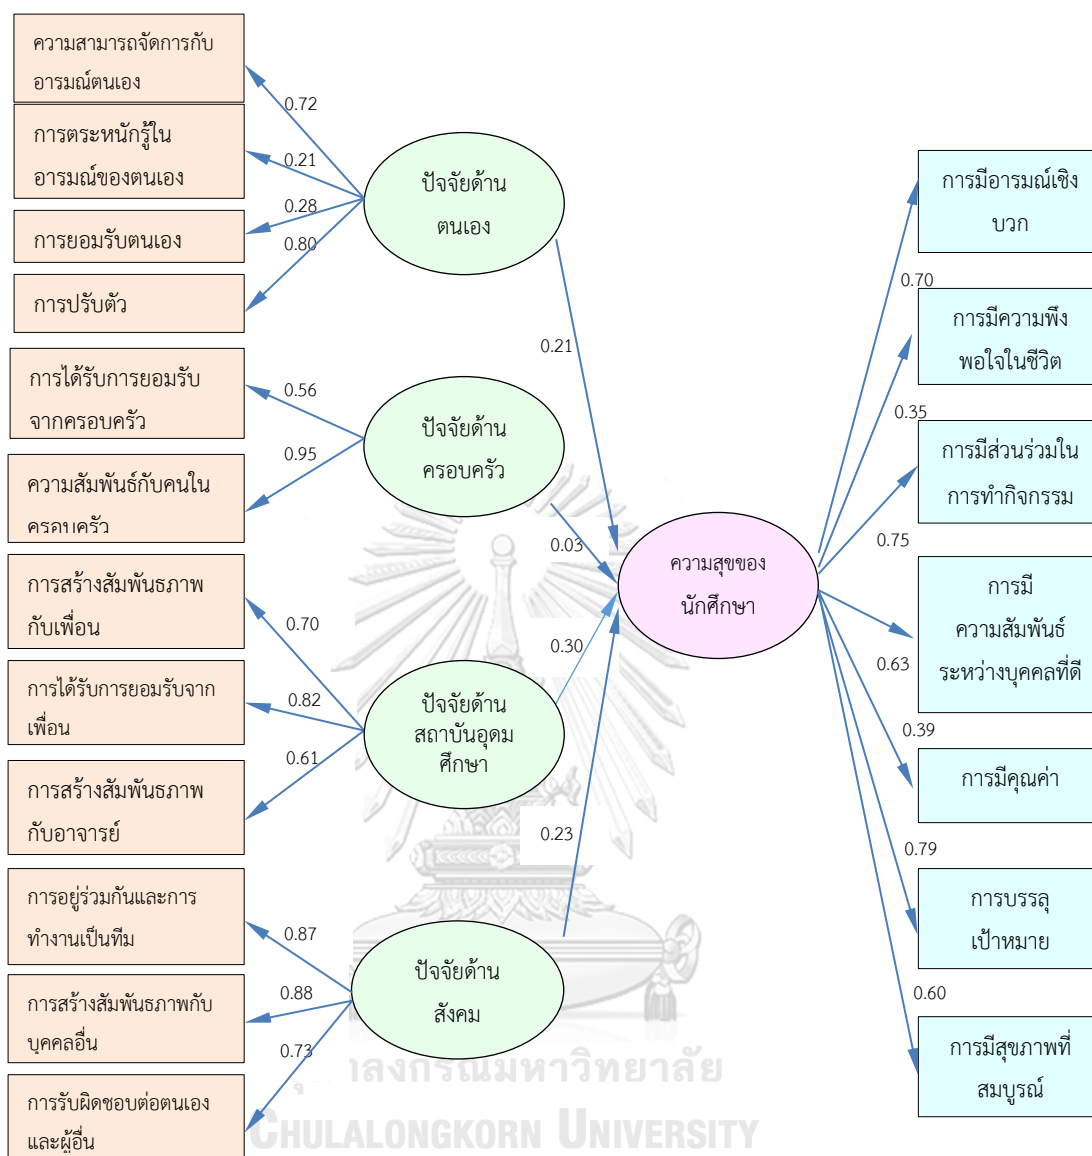 ความสามารถจัดการกับ
อารมณ์ตนเอง
0.72
การตระหนักรู้ใน
อารมณ์ของตนเอง
0.21
การยอมรับตนเอง
0.28
การปรับตัว
0.80
ปัจจัยด้าน
ตนเอง
0.21
การได้รับการยอมรับ
จากครอบครัว
0.56
ความสัมพันธ์กับคนใน
ครอบครัว
0.95
ปัจจัยด้าน
ครอบครัว
0.03
การสร้างสัมพันธภาพ
กับเพื่อน
0.70
การได้รับการยอมรับจาก
เพื่อน
0.82
การสร้างสัมพันธภาพ
กับอาจารย์
0.61
ปัจจัยด้าน
สถาบันอุดม
ศึกษา
0.30
การอยู่ร่วมกันและการ
ทำงานเป็นทีม
0.87
การสร้างสัมพันธภาพกับ
บุคคลอื่น
0.88
การรับผิดชอบต่อตนเอง
และผู้อื่น
0.73
ปัจจัยด้าน
สังคม
0.23
ความสุขของ
นักศึกษา
การมีอารมณ์เชิง
บวก
0.70
การมีความพึง
พอใจในชีวิต
0.35
การมีส่วนร่วมใน
การทำกิจกรรม
0.75
การมี
ความสัมพันธ์
ระหว่างบุคคลที่ดี
0.63
การมีคุณค่า
0.39
การบรรลุ
เป้าหมาย
0.79
การมีสุขภาพที่
สมบูรณ์
0.60
ุ าลงกรณ์มหาวิทยาลัย
CHULALONGKORN UNIVERSITY